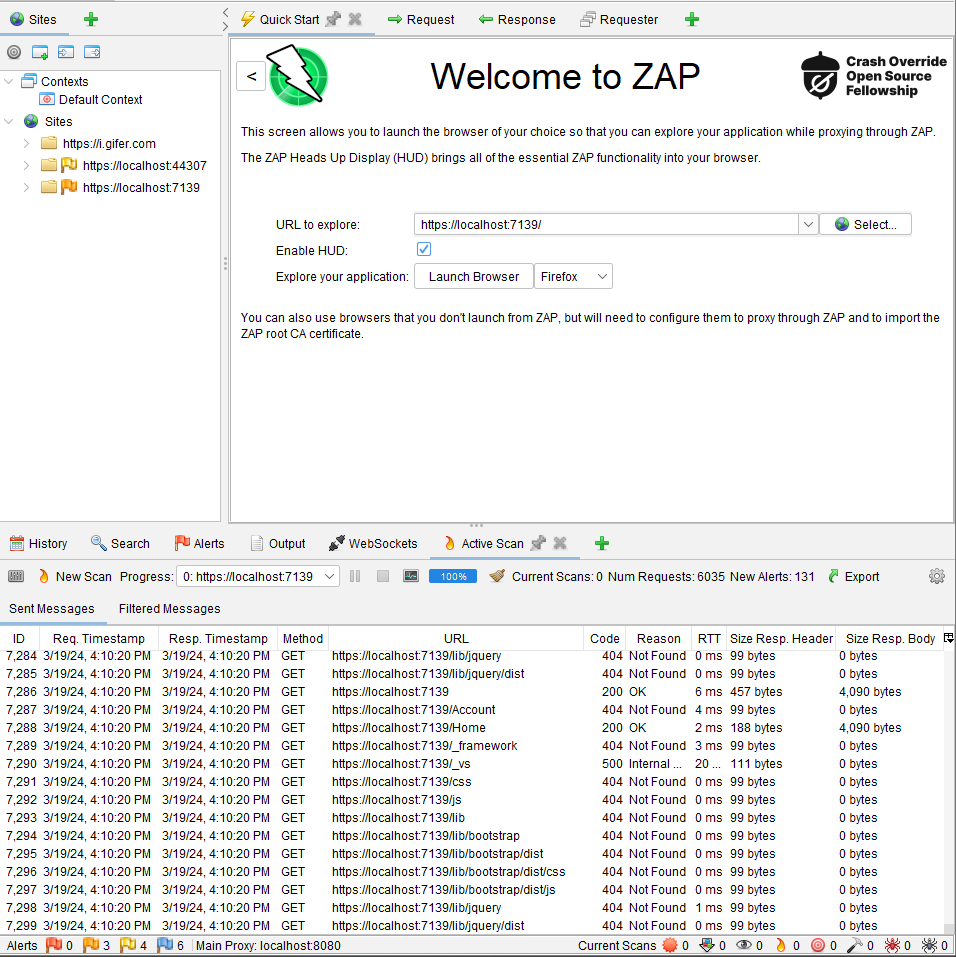 Sites
Quick Start
Request
Response
Requester
Contexts
Default Context
Sites
https://i.gifer.com
https://localhost:44307
https://localhost:7139
<
Welcome to ZAP
Crash Override
Open Source
Fellowship
This screen allows you to launch the browser of your choice so that you can explore your application while proxying through ZAP.
The ZAP Heads Up Display (HUD) brings all of the essential ZAP functionality into your browser.
URL to explore: https://localhost:7139/ Select...
Enable HUD:
Explore your application: Launch Browser Firefox
You can also use browsers that you don't launch from ZAP, but will need to configure them to proxy through ZAP and to import the
ZAP root CA certificate.
History Search Alerts Output WebSockets Active Scan
New Scan Progress: 0: https://localhost:7139 100% Current Scans: 0 Num Requests: 6035 New Alerts: 131 Export
Sent Messages Filtered Messages
ID Req. Timestamp Resp. Timestamp Method URL Code Reason RTT Size Resp. Header Size Resp. Body
7,284 3/19/24, 4:10:20 PM 3/19/24, 4:10:20 PM GET https://localhost:7139/lib/jquery 404 Not Found 0 ms 99 bytes 0 bytes
7,285 3/19/24, 4:10:20 PM 3/19/24, 4:10:20 PM GET https://localhost:7139/lib/jquery/dist 404 Not Found 0 ms 99 bytes 0 bytes
7,286 3/19/24, 4:10:20 PM 3/19/24, 4:10:20 PM GET https://localhost:7139 200 OK 6 ms 457 bytes 4,090 bytes
7,287 3/19/24, 4:10:20 PM 3/19/24, 4:10:20 PM GET https://localhost:7139/Account 404 Not Found 4 ms 99 bytes 0 bytes
7,288 3/19/24, 4:10:20 PM 3/19/24, 4:10:20 PM GET https://localhost:7139/Home 200 OK 2 ms 188 bytes 4,090 bytes
7,289 3/19/24, 4:10:20 PM 3/19/24, 4:10:20 PM GET https://localhost:7139/_framework 404 Not Found 3 ms 99 bytes 0 bytes
7,290 3/19/24, 4:10:20 PM 3/19/24, 4:10:20 PM GET https://localhost:7139/_vs 500 Internal ... 20 ... 111 bytes 0 bytes
7,291 3/19/24, 4:10:20 PM 3/19/24, 4:10:20 PM GET https://localhost:7139/css 404 Not Found 0 ms 99 bytes 0 bytes
7,292 3/19/24, 4:10:20 PM 3/19/24, 4:10:20 PM GET https://localhost:7139/js 404 Not Found 0 ms 99 bytes 0 bytes
7,293 3/19/24, 4:10:20 PM 3/19/24, 4:10:20 PM GET https://localhost:7139/lib 404 Not Found 0 ms 99 bytes 0 bytes
7,294 3/19/24, 4:10:20 PM 3/19/24, 4:10:20 PM GET https://localhost:7139/lib/bootstrap 404 Not Found 0 ms 99 bytes 0 bytes
7,295 3/19/24, 4:10:20 PM 3/19/24, 4:10:20 PM GET https://localhost:7139/lib/bootstrap/dist 404 Not Found 0 ms 99 bytes 0 bytes
7,296 3/19/24, 4:10:20 PM 3/19/24, 4:10:20 PM GET https://localhost:7139/lib/bootstrap/dist/css 404 Not Found 0 ms 99 bytes 0 bytes
7,297 3/19/24, 4:10:20 PM 3/19/24, 4:10:20 PM GET https://localhost:7139/lib/bootstrap/dist/js 404 Not Found 0 ms 99 bytes 0 bytes
7,298 3/19/24, 4:10:20 PM 3/19/24, 4:10:20 PM GET https://localhost:7139/lib/jquery 404 Not Found 1 ms 99 bytes 0 bytes
7,299 3/19/24, 4:10:20 PM 3/19/24, 4:10:20 PM GET https://localhost:7139/lib/jquery/dist 404 Not Found 0 ms 99 bytes 0 bytes
Alerts 0 3 4 6 Main Proxy: localhost:8080 Current Scans 0 0 0 0 0 0 0 0